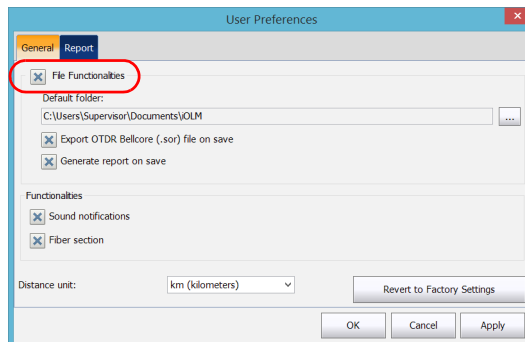 User Preferences
General Report
File Functionalities
Default folder:
C:\Users\Supervisor\Documents\iOLM
...
Export OTDR Bellcore (.sor) file on save
Generate report on save
Functionalities
Sound notifications
Fiber section
Distance unit: km (kilometers)
Revert to Factory Settings
OK Cancel Apply